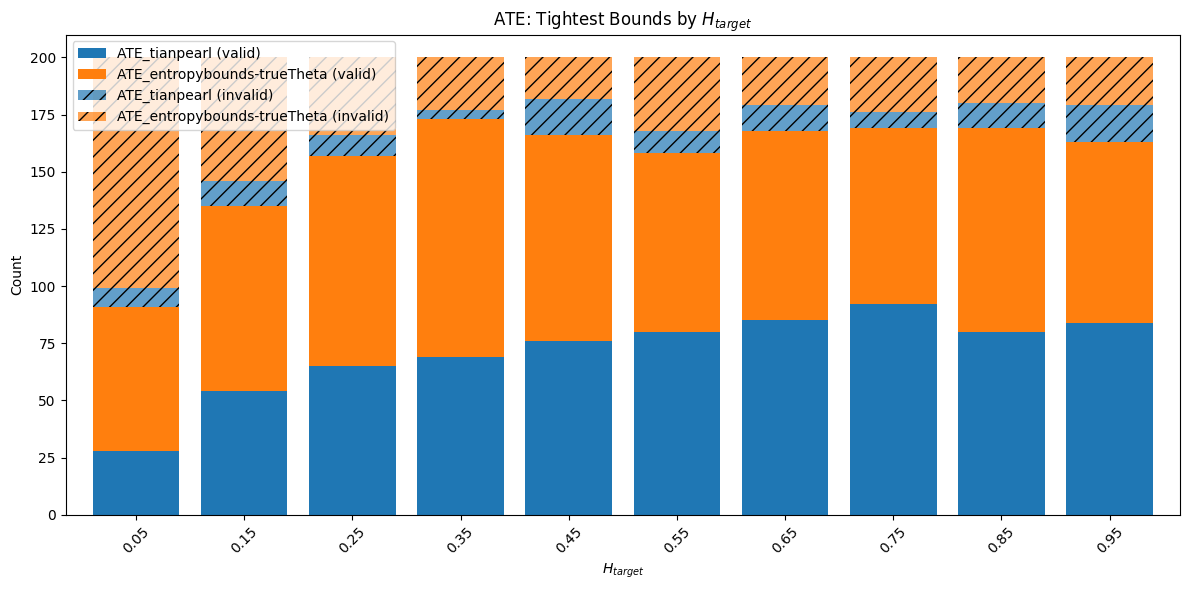 ATE: Tightest Bounds by H_target
ATE_tianpearl (valid)
ATE_entropybounds-trueTheta (valid)
ATE_tianpearl (invalid)
ATE_entropybounds-trueTheta (invalid)
Count
200
175
150
125
100
75
50
25
0
0.05 0.15 0.25 0.35 0.45 0.55 0.65 0.75 0.85 0.95
H_target